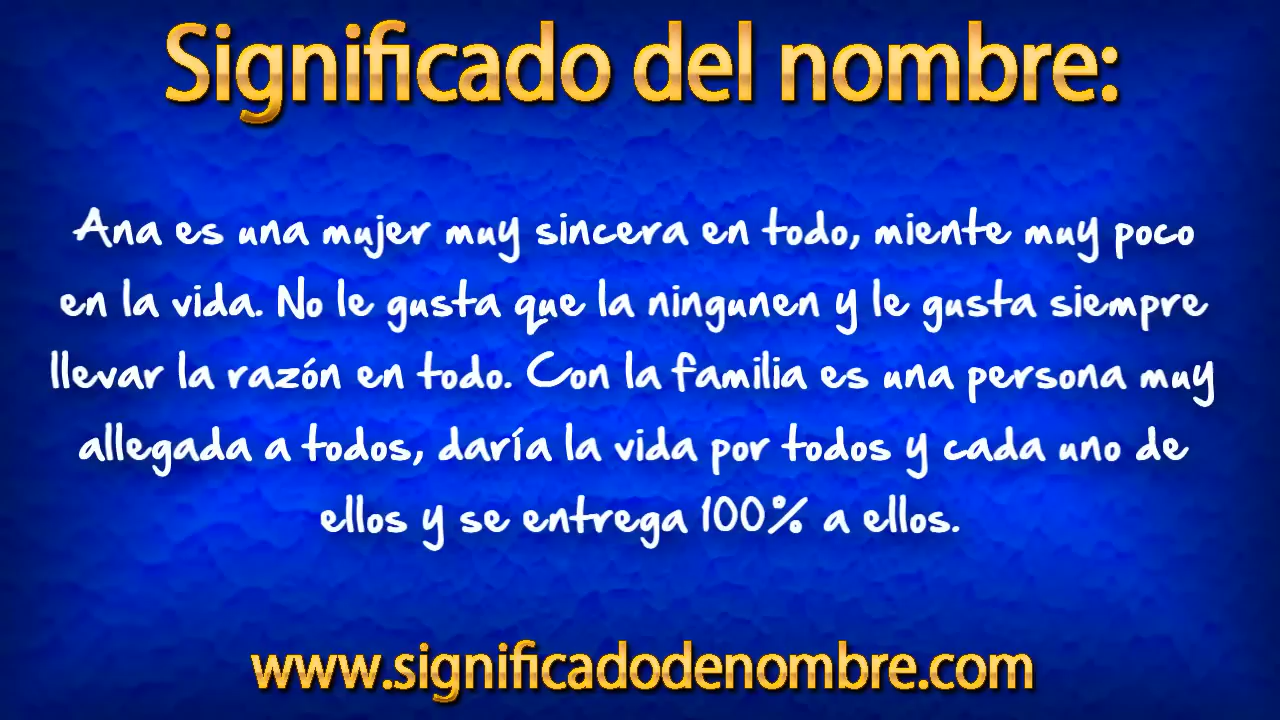 Significado del nombre:
Ana es una mujer muy sincera en todo, miente muy poco
en la vida. No le gusta que la ningunen y le gusta siempre
llevar la razón en todo. Con la familia es una persona muy
allegada a todos, daría la vida por todos y cada uno de
ellos y se entrega 100% a ellos.
www.significadodenombre.com